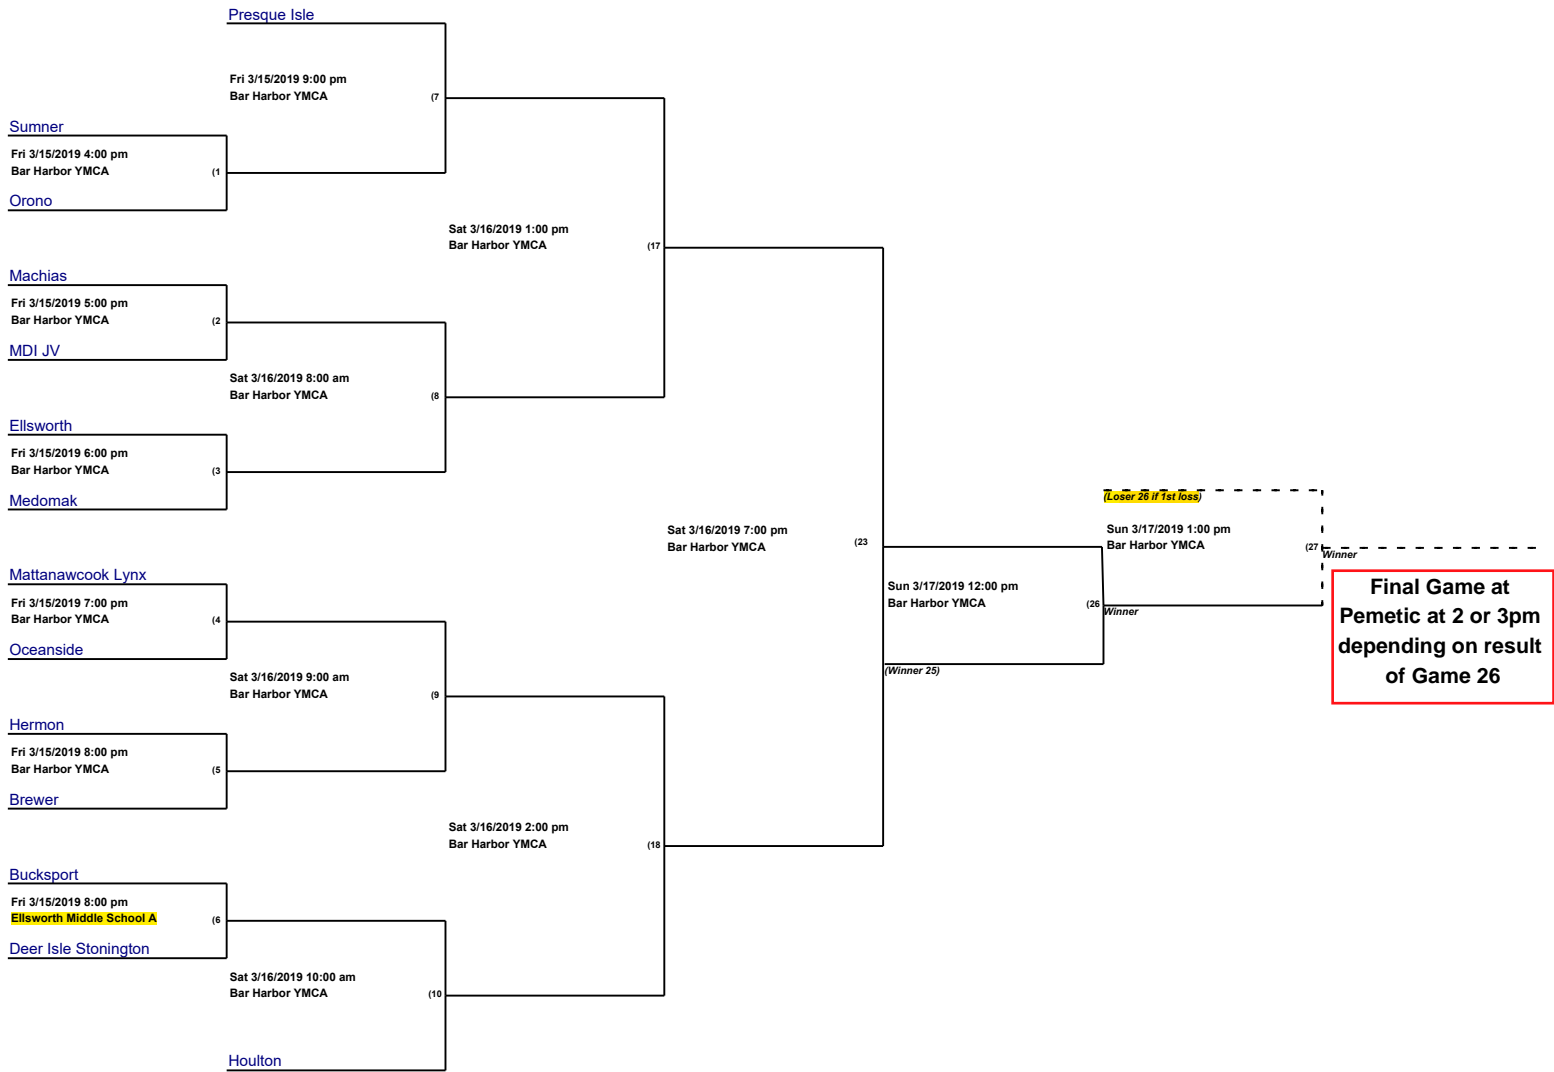 Presque Isle
Fri 3/15/2019 9:00 pm
Bar Harbor YMCA
(7
Sumner
Fri 3/15/2019 4:00 pm
Bar Harbor YMCA
(1
Orono
Sat 3/16/2019 1:00 pm
Bar Harbor YMCA
(17
Machias
Fri 3/15/2019 5:00 pm
Bar Harbor YMCA
(2
MDI JV
Sat 3/16/2019 8:00 am
Bar Harbor YMCA
(8
Ellsworth
Fri 3/15/2019 6:00 pm
Bar Harbor YMCA
(3
Medomak
Sat 3/16/2019 7:00 pm
Bar Harbor YMCA
(23
(Loser 26 if 1st loss)
Sun 3/17/2019 1:00 pm
Bar Harbor YMCA
(27
Winner
Mattanawcook Lynx
Fri 3/15/2019 7:00 pm
Bar Harbor YMCA
(4
Oceanside
Sun 3/17/2019 12:00 pm
Bar Harbor YMCA
(26
Winner
(Winner 25)
Final Game at
Pemetic at 2 or 3pm
depending on result
of Game 26
Sat 3/16/2019 9:00 am
Bar Harbor YMCA
(9
Hermon
Fri 3/15/2019 8:00 pm
Bar Harbor YMCA
(5
Brewer
Sat 3/16/2019 2:00 pm
Bar Harbor YMCA
(18
Bucksport
Fri 3/15/2019 8:00 pm
Ellsworth Middle School A
(6
Deer Isle Stonington
Sat 3/16/2019 10:00 am
Bar Harbor YMCA
(10
Houlton